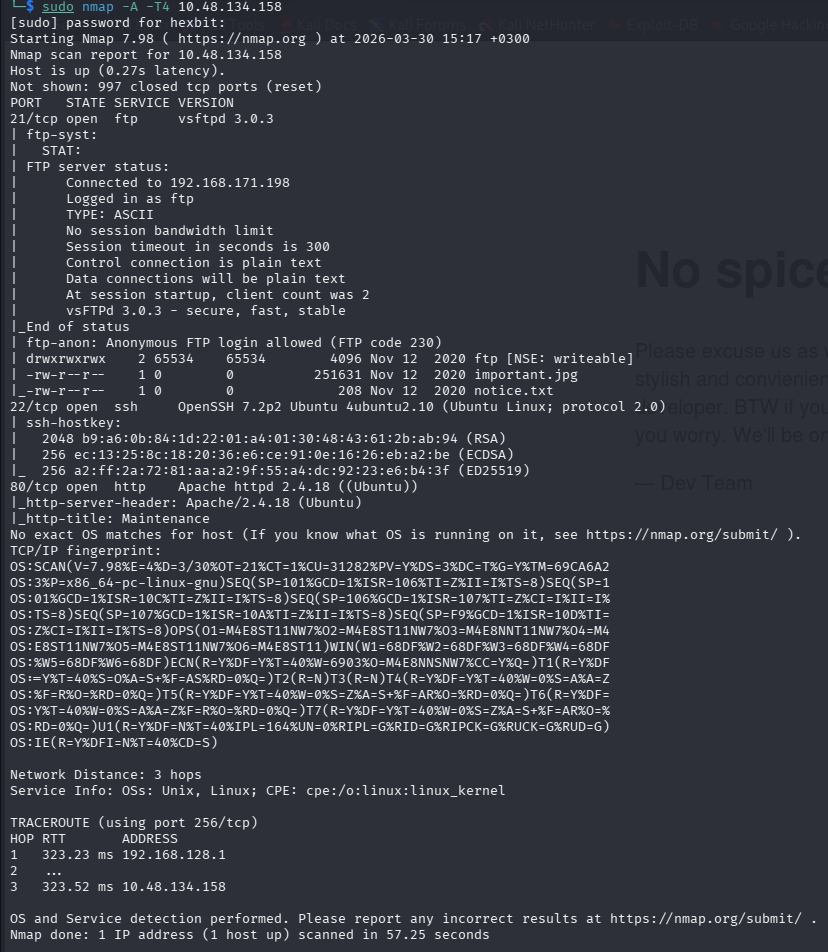 └─$ sudo nmap -A -T4 10.48.134.158
[sudo] password for hexbit:
Tools Kali Docs Kali Forums Kali NetHunter Exploit-DB Google Hacking
Starting Nmap 7.98 ( https://nmap.org ) at 2026-03-30 15:17 +0300
Nmap scan report for 10.48.134.158
Host is up (0.27s latency).
Not shown: 997 closed tcp ports (reset)
PORT   STATE SERVICE VERSION
21/tcp open  ftp     vsftpd 3.0.3
| ftp-syst:
|   STAT:
| FTP server status:
|      Connected to 192.168.171.198
|      Logged in as ftp
|      TYPE: ASCII
|      No session bandwidth limit
|      Session timeout in seconds is 300
|      Control connection is plain text
|      Data connections will be plain text
|      At session startup, client count was 2
|      vsFTPd 3.0.3 - secure, fast, stable
|_End of status
| ftp-anon: Anonymous FTP login allowed (FTP code 230)
| drwxrwxrwx    2 65534    65534        4096 Nov 12  2020 ftp [NSE: writeable]
| -rw-r--r--    1 0        0          251631 Nov 12  2020 important.jpg
|_-rw-r--r--    1 0        0             208 Nov 12  2020 notice.txt
22/tcp open  ssh     OpenSSH 7.2p2 Ubuntu 4ubuntu2.10 (Ubuntu Linux; protocol 2.0)
| ssh-hostkey:
|   2048 b9:a6:0b:84:1d:22:01:a4:01:30:48:43:61:2b:ab:94 (RSA)
|   256 ec:13:25:8c:18:20:36:e6:ce:91:0e:16:26:eb:a2:be (ECDSA)
|_  256 a2:ff:2a:72:81:aa:a2:9f:55:a4:dc:92:23:e6:b4:3f (ED25519)
80/tcp open  http    Apache httpd 2.4.18 ((Ubuntu))
|_http-server-header: Apache/2.4.18 (Ubuntu)
|_http-title: Maintenance
No exact OS matches for host (If you know what OS is running on it, see https://nmap.org/submit/ ).
TCP/IP fingerprint:
OS:SCAN(V=7.98%E=4%D=3/30%OT=21%CT=1%CU=31282%PV=Y%DS=3%DC=T%G=Y%TM=69CA6A2
OS:3%P=x86_64-pc-linux-gnu)SEQ(SP=101%GCD=1%ISR=106%TI=Z%II=I%TS=8)SEQ(SP=1
OS:01%GCD=1%ISR=10C%TI=Z%II=I%TS=8)SEQ(SP=106%GCD=1%ISR=107%TI=Z%CI=I%II=I%
OS:TS=8)SEQ(SP=107%GCD=1%ISR=10A%TI=Z%II=I%TS=8)SEQ(SP=F9%GCD=1%ISR=10D%TI=
OS:Z%CI=I%II=I%TS=8)OPS(O1=M4E8ST11NW7%O2=M4E8ST11NW7%O3=M4E8NNT11NW7%O4=M4
OS:E8ST11NW7%O5=M4E8ST11NW7%O6=M4E8ST11)WIN(W1=68DF%W2=68DF%W3=68DF%W4=68DF
OS:%W5=68DF%W6=68DF)ECN(R=Y%DF=Y%T=40%W=6903%O=M4E8NNSNW7%CC=Y%Q=)T1(R=Y%DF
OS:=Y%T=40%S=O%A=S+%F=AS%RD=0%Q=)T2(R=N)T3(R=N)T4(R=Y%DF=Y%T=40%W=0%S=A%A=Z
OS:%F=R%O=%RD=0%Q=)T5(R=Y%DF=Y%T=40%W=0%S=Z%A=S+%F=AR%O=%RD=0%Q=)T6(R=Y%DF=
OS:Y%T=40%W=0%S=A%A=Z%F=R%O=%RD=0%Q=)T7(R=Y%DF=Y%T=40%W=0%S=Z%A=S+%F=AR%O=%
OS:RD=0%Q=)U1(R=Y%DF=N%T=40%IPL=164%UN=0%RIPL=G%RID=G%RIPCK=G%RUCK=G%RUD=G)
OS:IE(R=Y%DFI=N%T=40%CD=S)
Network Distance: 3 hops
Service Info: OSs: Unix, Linux; CPE: cpe:/o:linux:linux_kernel
TRACEROUTE (using port 256/tcp)
HOP RTT       ADDRESS
1   323.23 ms 192.168.128.1
2   ...
3   323.52 ms 10.48.134.158
OS and Service detection performed. Please report any incorrect results at https://nmap.org/submit/ .
Nmap done: 1 IP address (1 host up) scanned in 57.25 seconds
No spice
Please excuse us as
stylish and convienien
eloper. BTW if you
you worry. We'll be on
— Dev Team